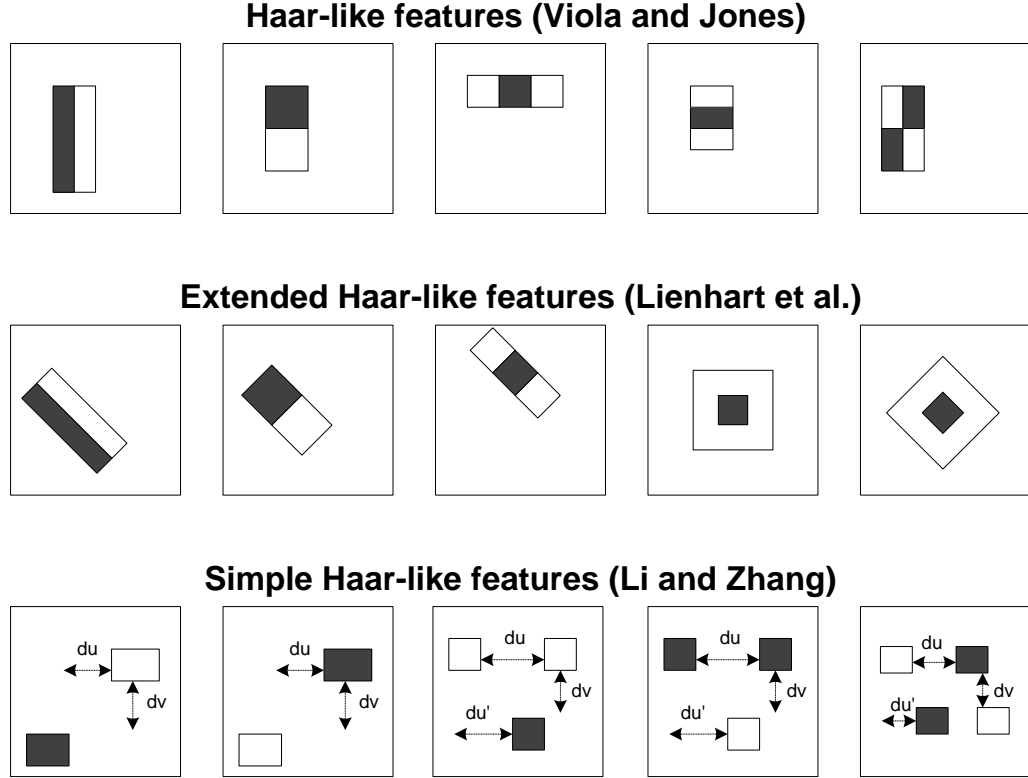 Haar-like features (Viola and Jones)
Extended Haar-like features (Lienhart et al.)
Simple Haar-like features (Li and Zhang)
du
dv
du
dv
du
dv
du'
du
dv
du'
du
dv
du'